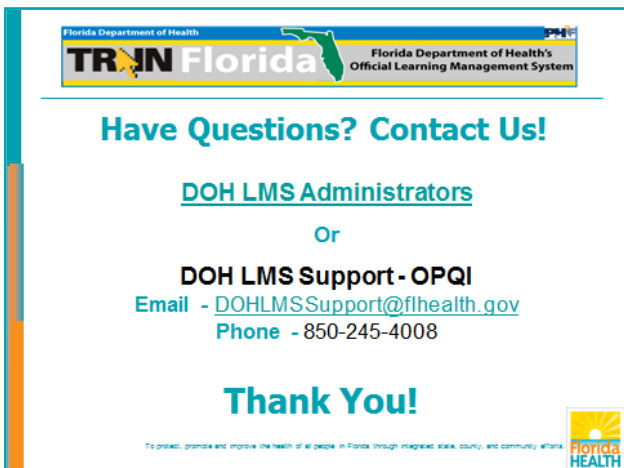 Florida Department of Health
PHF
TRAIN Florida
Florida Department of Health's
Official Learning Management System
Have Questions? Contact Us!
DOH LMS Administrators
Or
DOH LMS Support - OPQI
Email - DOHLMSSupport@flhealth.gov
Phone - 850-245-4008
Thank You!
To protect, promote and improve the health of all people in Florida through integrated state, county, and community efforts.
Florida
HEALTH